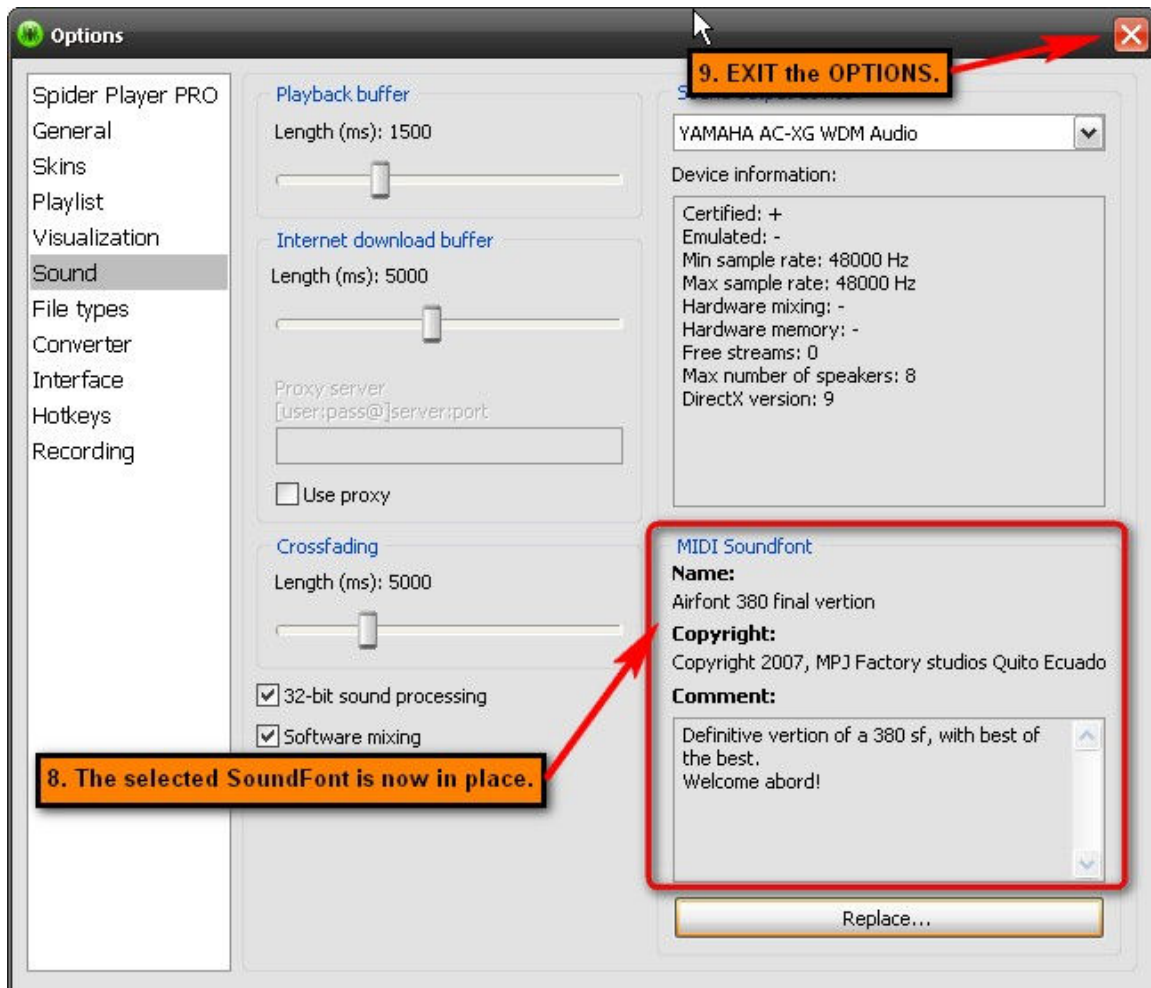 Options
9. EXIT the OPTIONS.
Spider Player PRO
General
Skins
Playlist
Visualization
Sound
File types
Converter
Interface
Hotkeys
Recording
Playback buffer
Length (ms): 1500
Internet download buffer
Length (ms): 5000
Proxy server
[user:pass@]server:port
Use proxy
Crossfading
Length (ms): 5000
32-bit sound processing
Software mixing
8. The selected SoundFont is now in place.
YAMAHA AC-XG WDM Audio
Device information:
Certified: +
Emulated: -
Min sample rate: 48000 Hz
Max sample rate: 48000 Hz
Hardware mixing: -
Hardware memory: -
Free streams: 0
Max number of speakers: 8
DirectX version: 9
MIDI Soundfont
Name:
Airfont 380 final vertion
Copyright:
Copyright 2007, MPJ Factory studios Quito Ecuado
Comment:
Definitive vertion of a 380 sf, with best of
the best.
Welcome abord!
Replace...